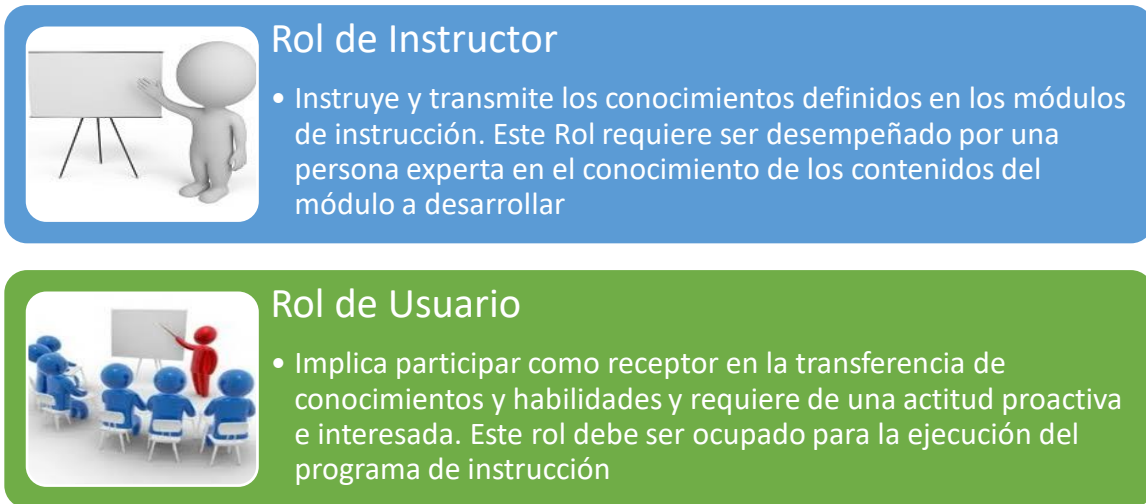 Rol de Instructor
• Instruye y transmite los conocimientos definidos en los módulos
de instrucción. Este Rol requiere ser desempeñado por una
persona experta en el conocimiento de los contenidos del
módulo a desarrollar
Rol de Usuario
• Implica participar como receptor en la transferencia de
conocimientos y habilidades y requiere de una actitud proactiva
e interesada. Este rol debe ser ocupado para la ejecución del
programa de instrucción